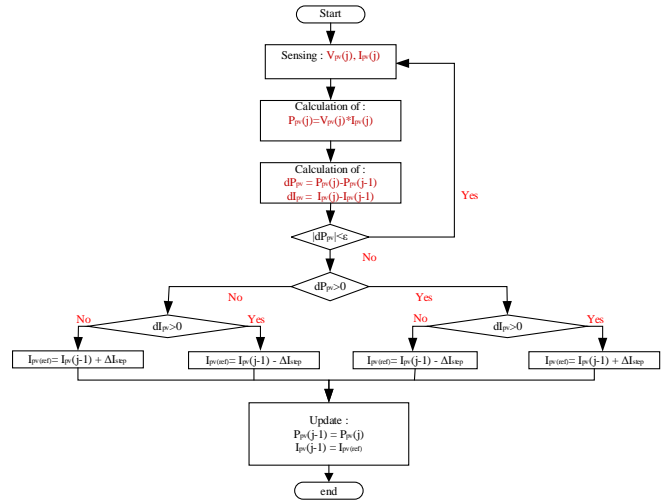 Start
Sensing : Vpv(j), Ipv(j)
Calculation of :
Ppv(j)=Vpv(j)*Ipv(j)
Calculation of :
dPpv = Ppv(j)-Ppv(j-1)
dIpv = Ipv(j)-Ipv(j-1)
Yes
|dPpv|<ε
No
dPpv>0
No
Yes
No
dIpv>0
Yes
No
dIpv>0
Yes
Ipv(ref)= Ipv(j-1) + ΔIstep
Ipv(ref)= Ipv(j-1) - ΔIstep
Ipv(ref)= Ipv(j-1) - ΔIstep
Ipv(ref)= Ipv(j-1) + ΔIstep
Update :
Ppv(j-1) = Ppv(j)
Ipv(j-1) = Ipv(ref)
end